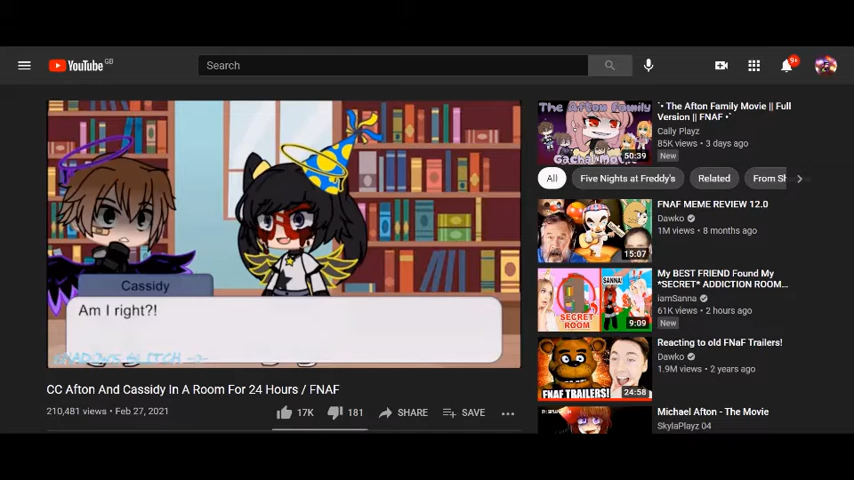 YouTube GB
Search
9+
Cassidy
Am I right?!
CC Afton And Cassidy In A Room For 24 Hours / FNAF
210,481 views • Feb 27, 2021
17K
181
SHARE
SAVE
The Afton Family
50:39
'• The Afton Family Movie || Full
Version || FNAF •'
Cally Playz
85K views • 3 days ago
New
All
Five Nights at Freddy's
Related
From
15:07
FNAF MEME REVIEW 12.0
Dawko
1M views • 8 months ago
SANNA!
SECRET
ROOM
9:09
My BEST FRIEND Found My
*SECRET* ADDICTION ROOM...
iamSanna
61K views • 2 hours ago
New
FNAF TRAILERS!
24:58
Reacting to old FNaF Trailers!
Dawko
1.9M views • 2 years ago
Michael Afton - The Movie
SkylaPlayz 04